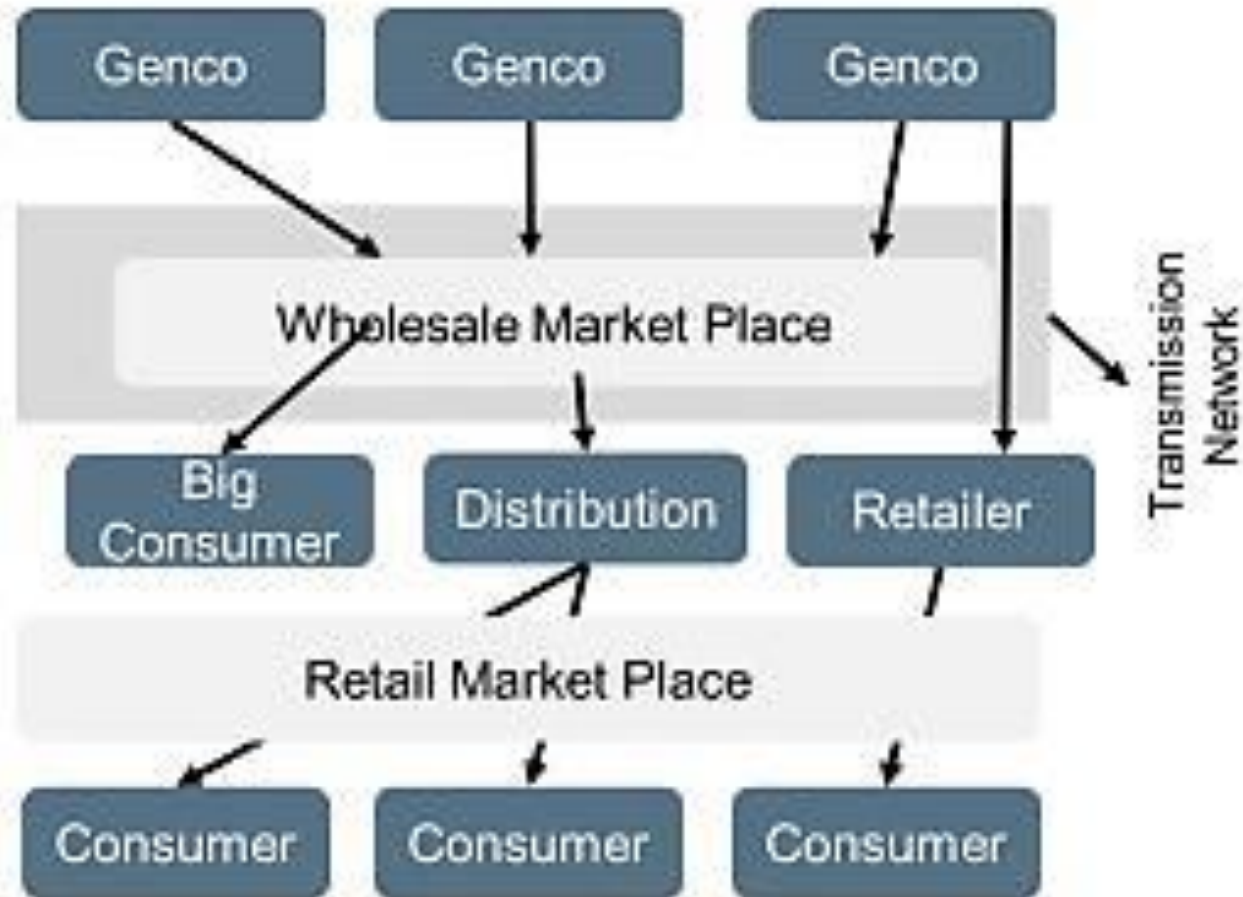 Genco
Genco
Genco
Wholesale Market Place
Transmission
Network
Big
Consumer
Distribution
Retailer
Retail Market Place
Consumer
Consumer
Consumer